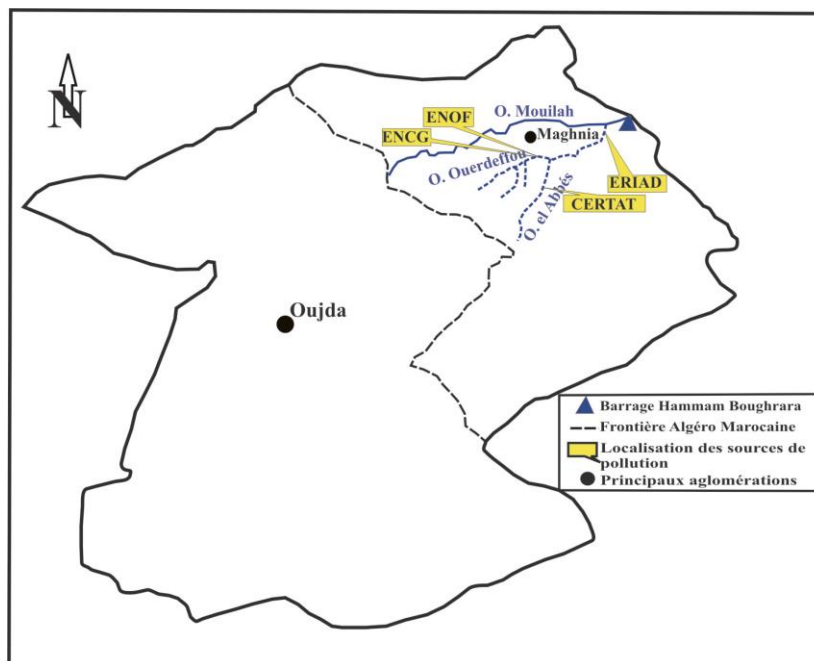 N
O. Mouilah
ENOF
Maghnia
ENCG
O. Ouerdeffou
ERIAD
CERTAT
O. el Abbés
Oujda
Barrage Hammam Boughrara
Frontière Algéro Marocaine
Localisation des sources de
pollution
Principaux aglomérations